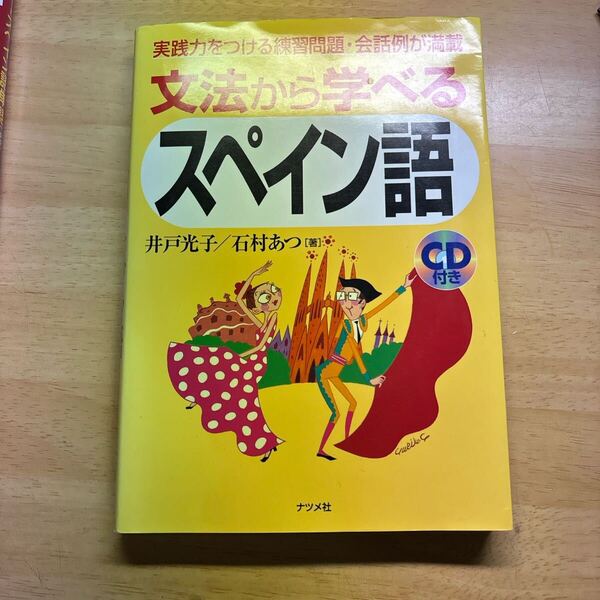 実践力をつける練習問題・会話例が満載
文法から学べる
スペイン語
井戸光子／石村あつ[著]
CD
付き
ナツメ社